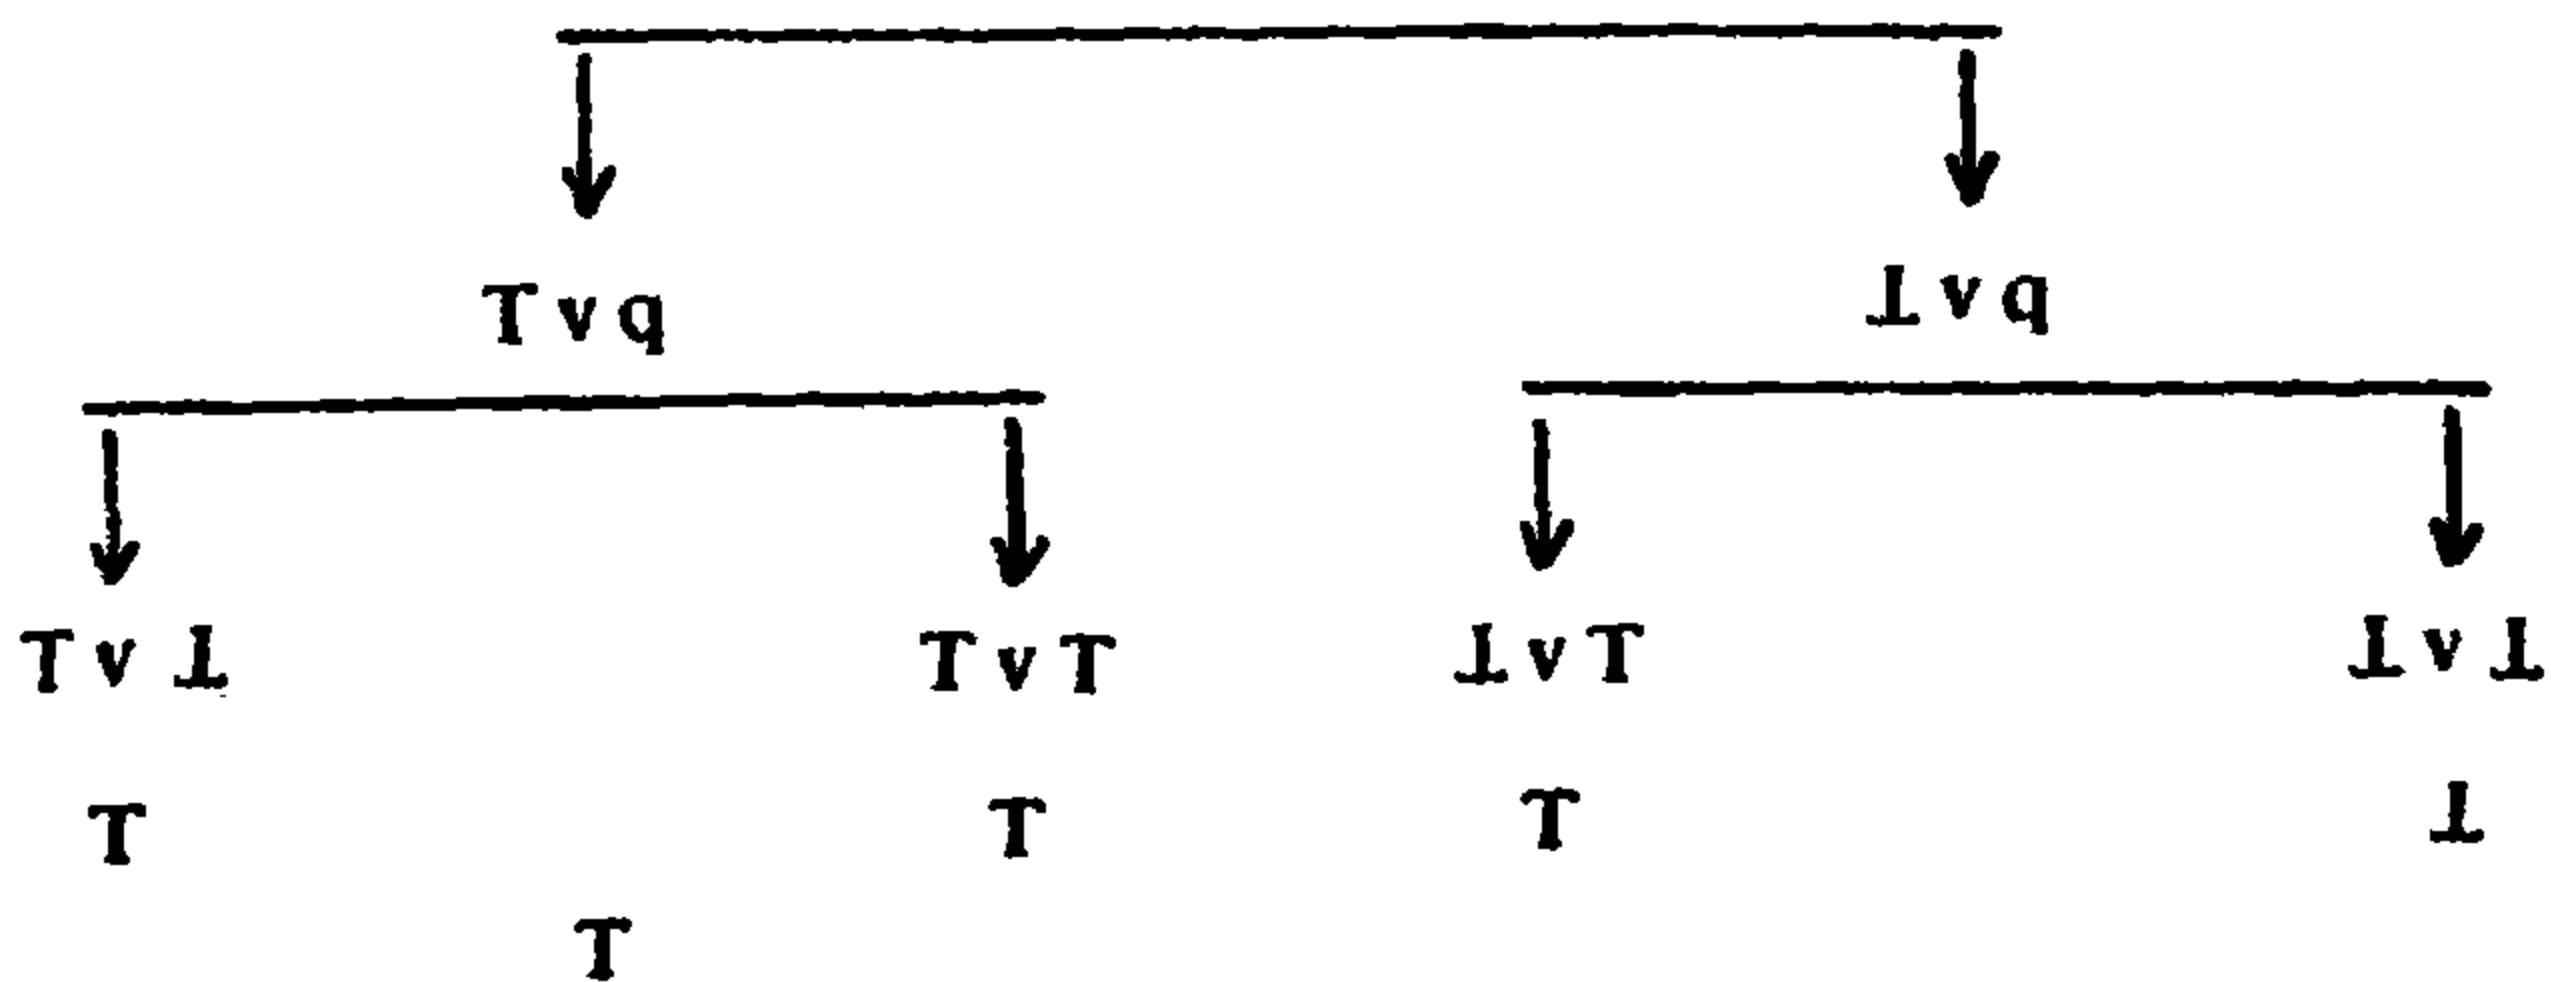 T v q ⊥ v q
T v ⊥ T v T ⊥ v T ⊥ v ⊥
T T T ⊥
T